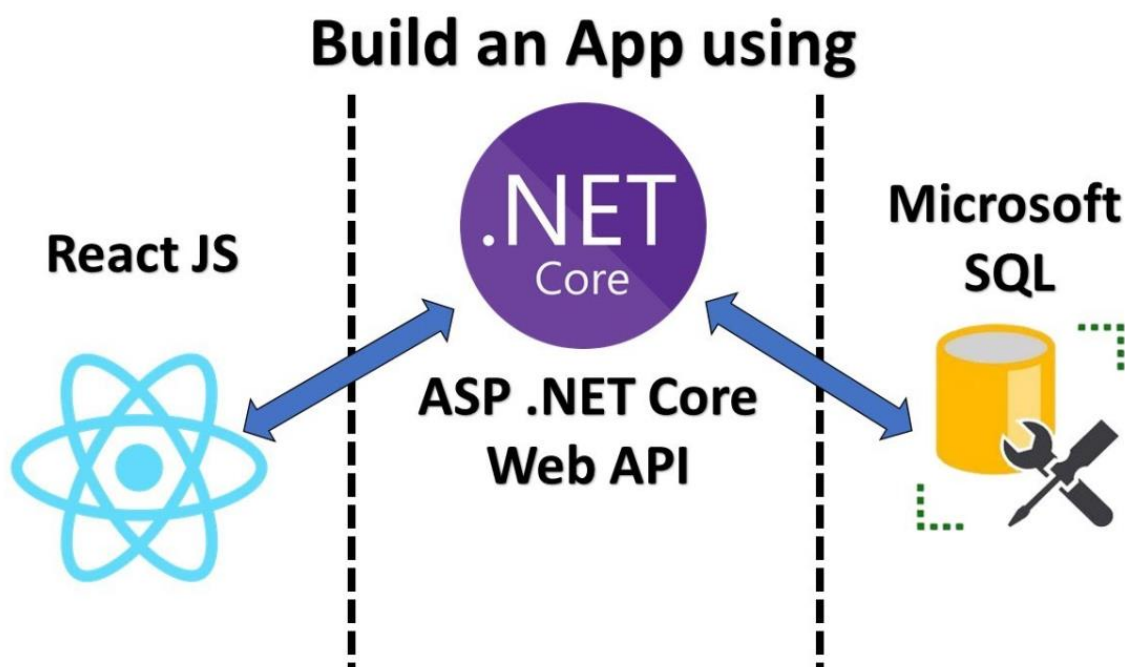 Build an App using
React JS
.NET
Core
ASP .NET Core
Web API
Microsoft
SQL